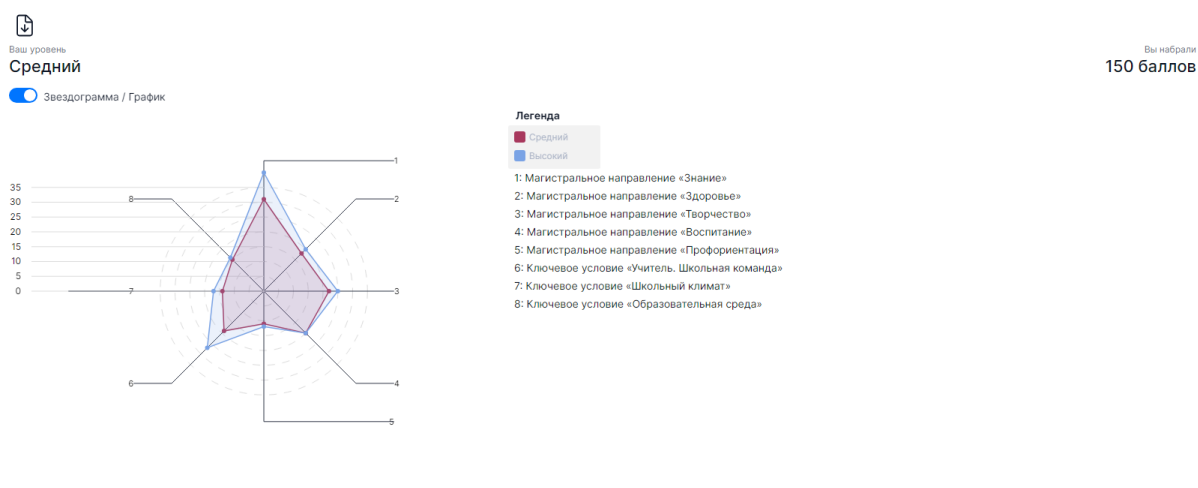 Ваш уровень
Средний
Вы набрали
150 баллов
Звездограмма / График
Легенда
Средний
Высокий
1: Магистральное направление «Знание»
2: Магистральное направление «Здоровье»
3: Магистральное направление «Творчество»
4: Магистральное направление «Воспитание»
5: Магистральное направление «Профориентация»
6: Ключевое условие «Учитель. Школьная команда»
7: Ключевое условие «Школьный климат»
8: Ключевое условие «Образовательная среда»
1
2
3
4
5
6
7
8
35
30
25
20
15
10
5
0